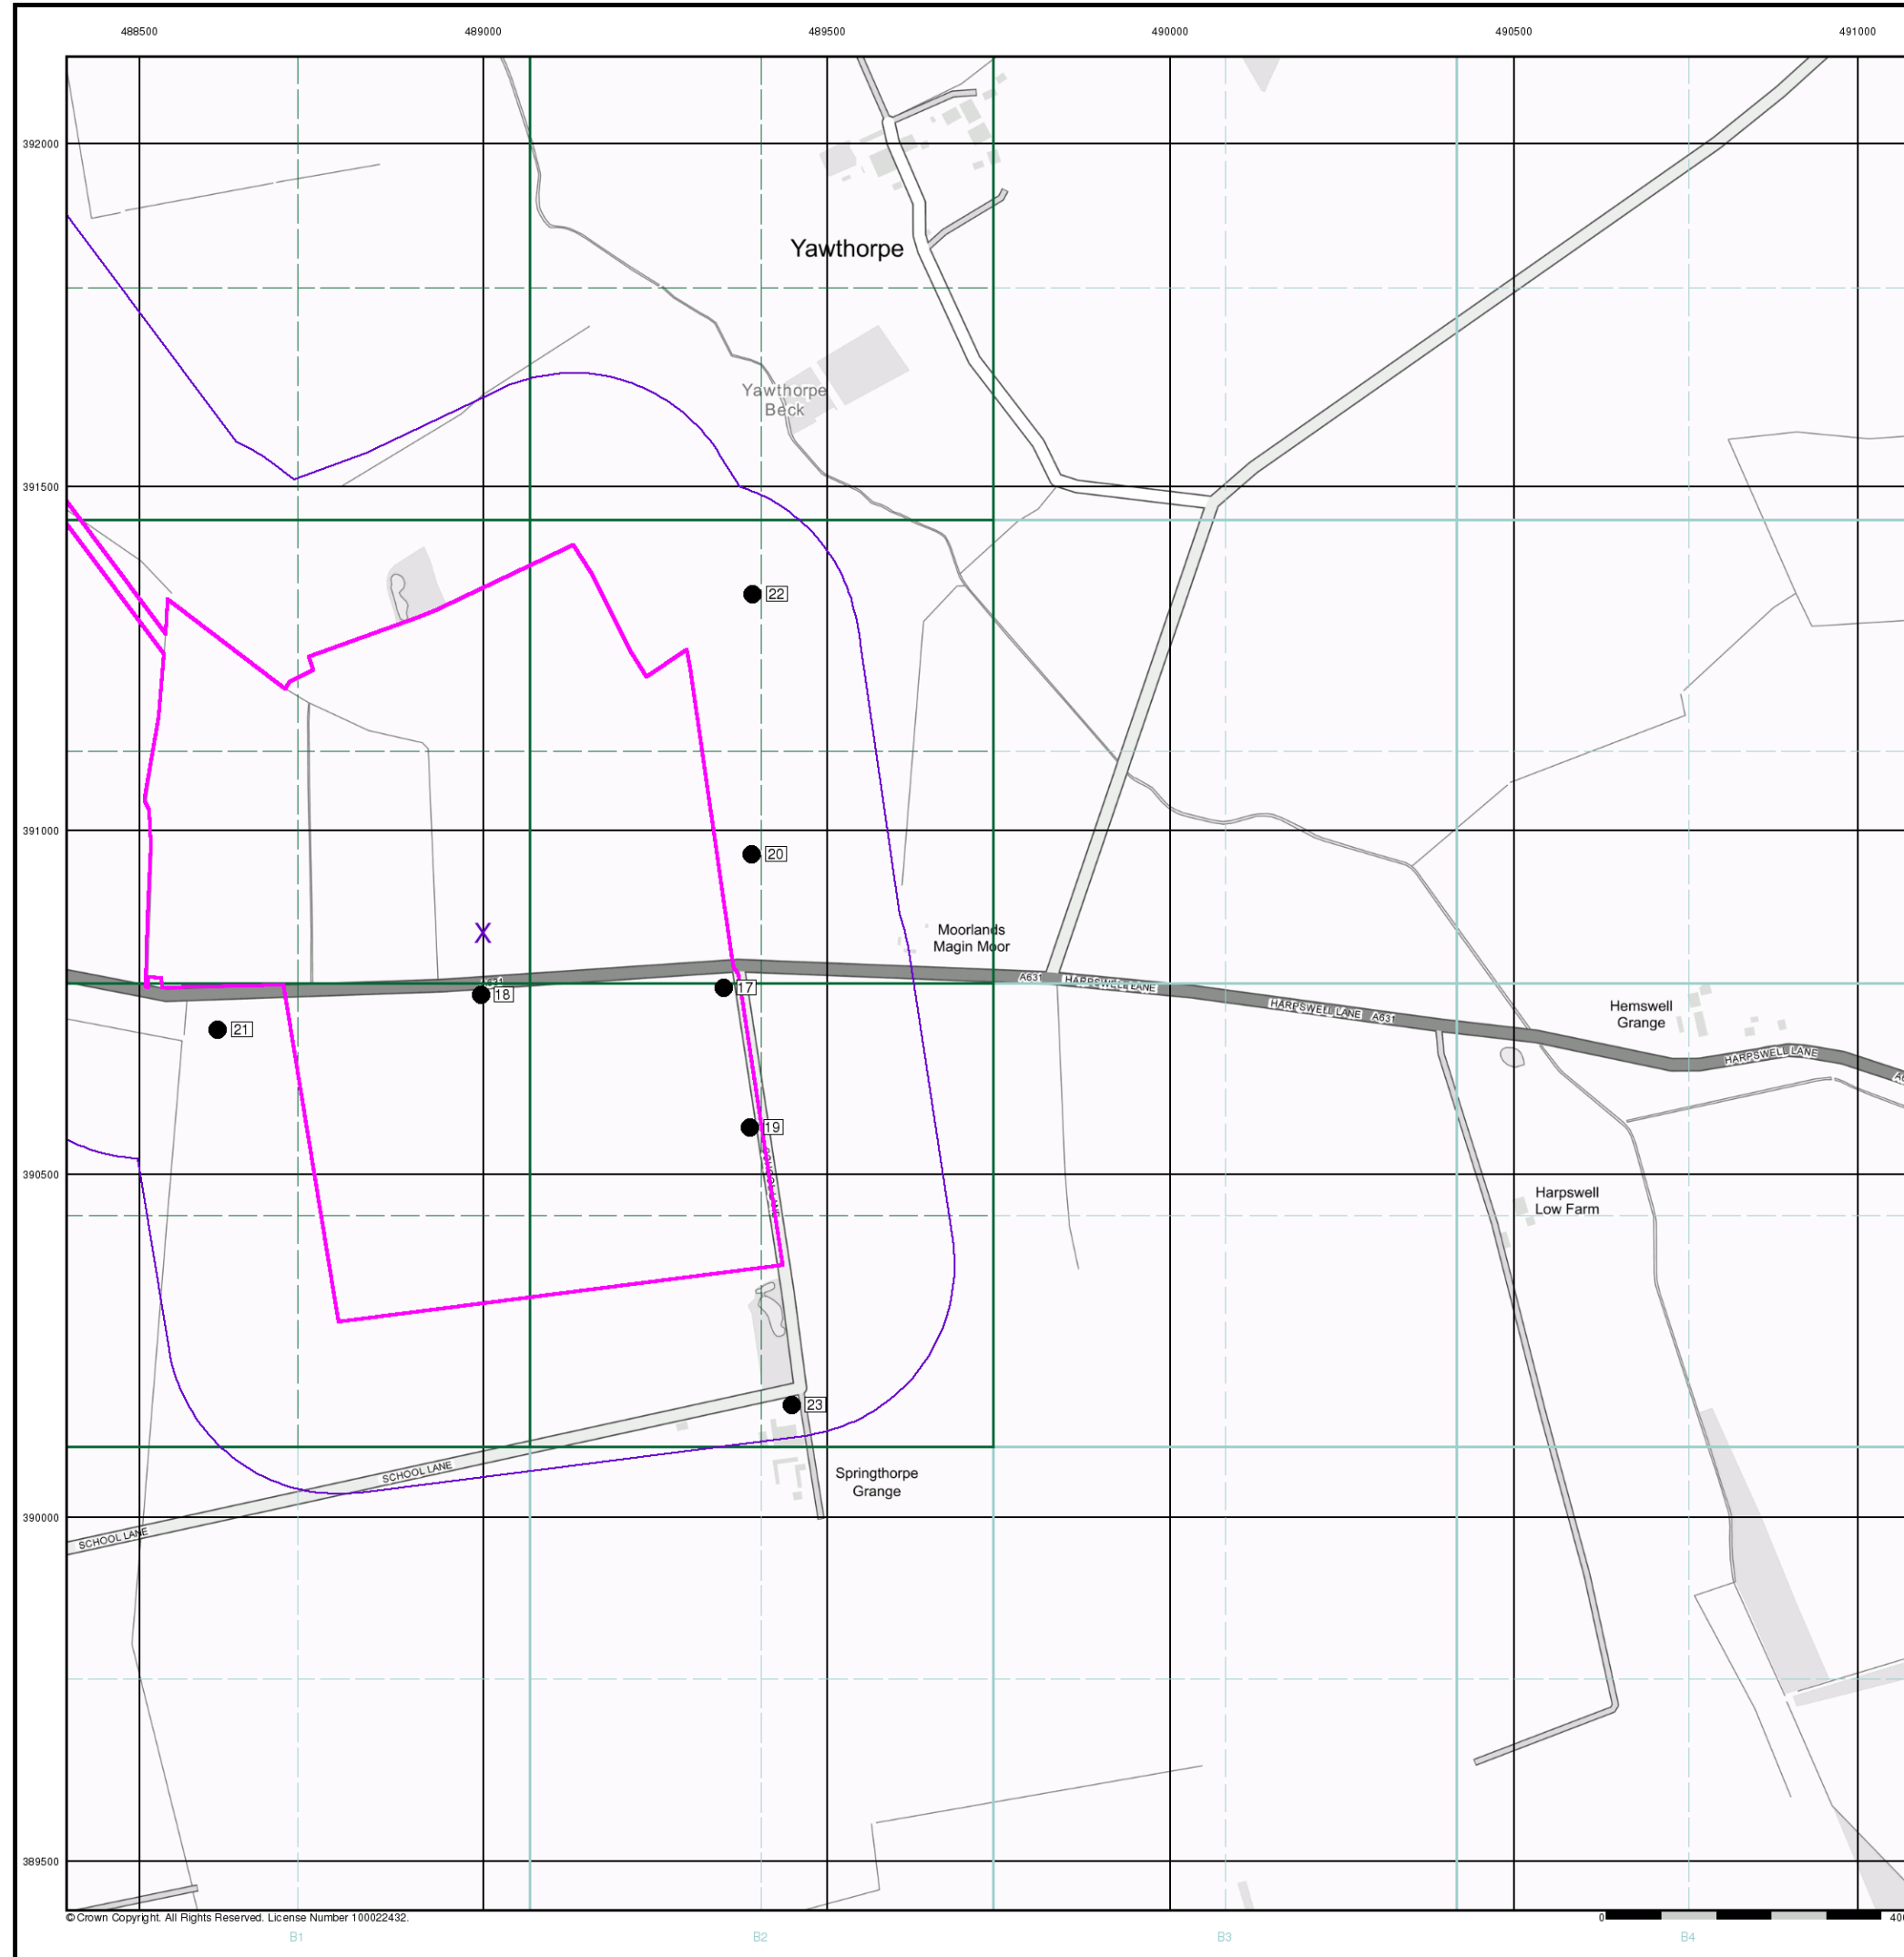 488500 489000 489500 490000 490500 491000
392000
Yawthorpe
Yawthorpe
Beck
391500
22
391000
20
Moorlands
Magin Moor
X
A631 HARPSWELL LANE
17
18
HARPSWELL LANE A631
Hemswell
Grange
21
HARPSWELL LANE
19
390500
Harpswell
Low Farm
23
SCHOOL LANE
Springthorpe
Grange
390000
SCHOOL LANE
389500
© Crown Copyright. All Rights Reserved. License Number 100022432.
0
B1 B2 B3 B4